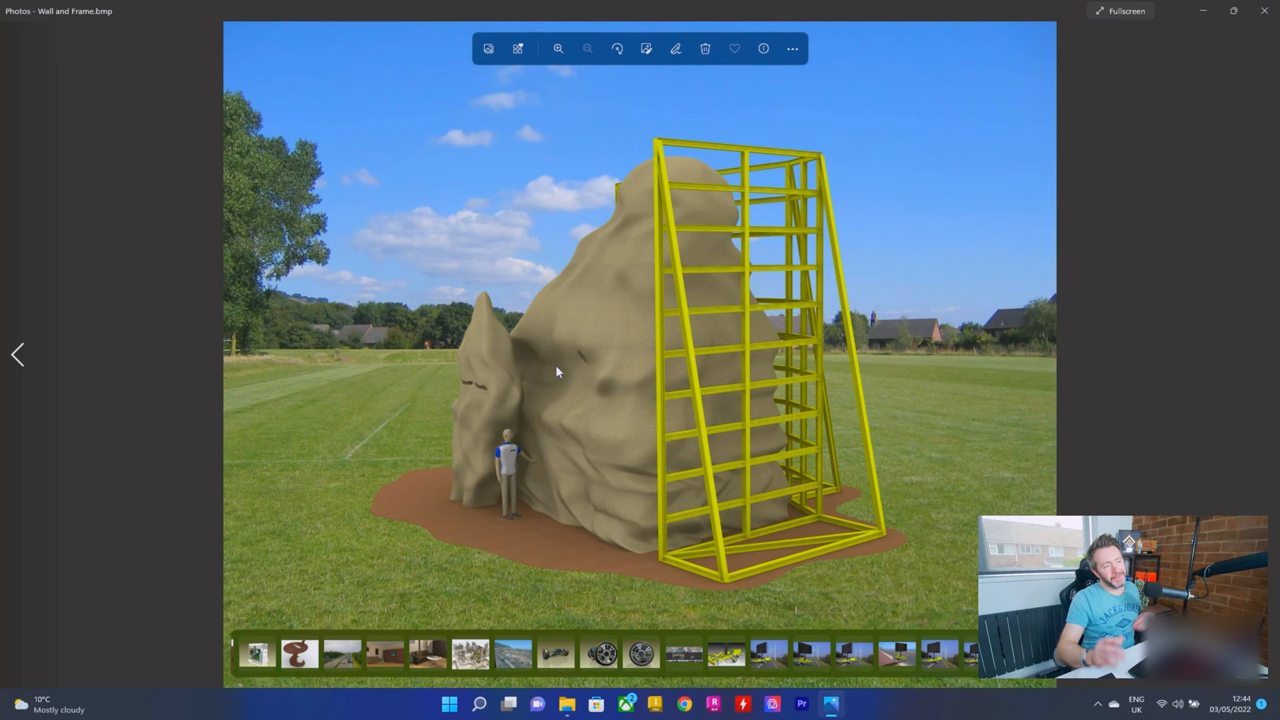 Photos - Wall and Frame.bmp
Fullscreen
10°C
Mostly cloudy
ENG
UK
12:44
03/05/2022